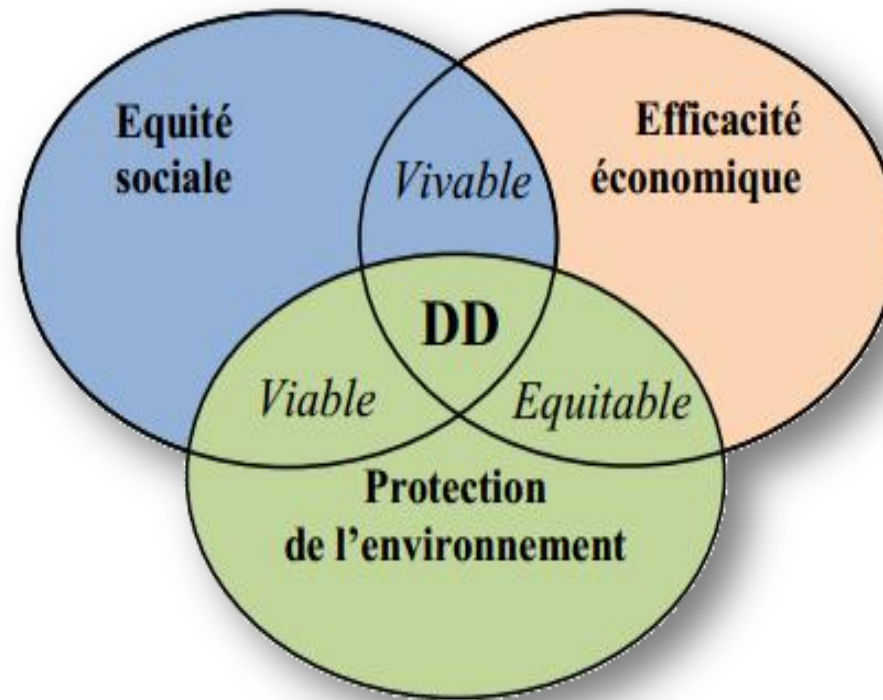 Equité
sociale
Efficacité
économique
Vivable
DD
Viable
Equitable
Protection
de l’environnement